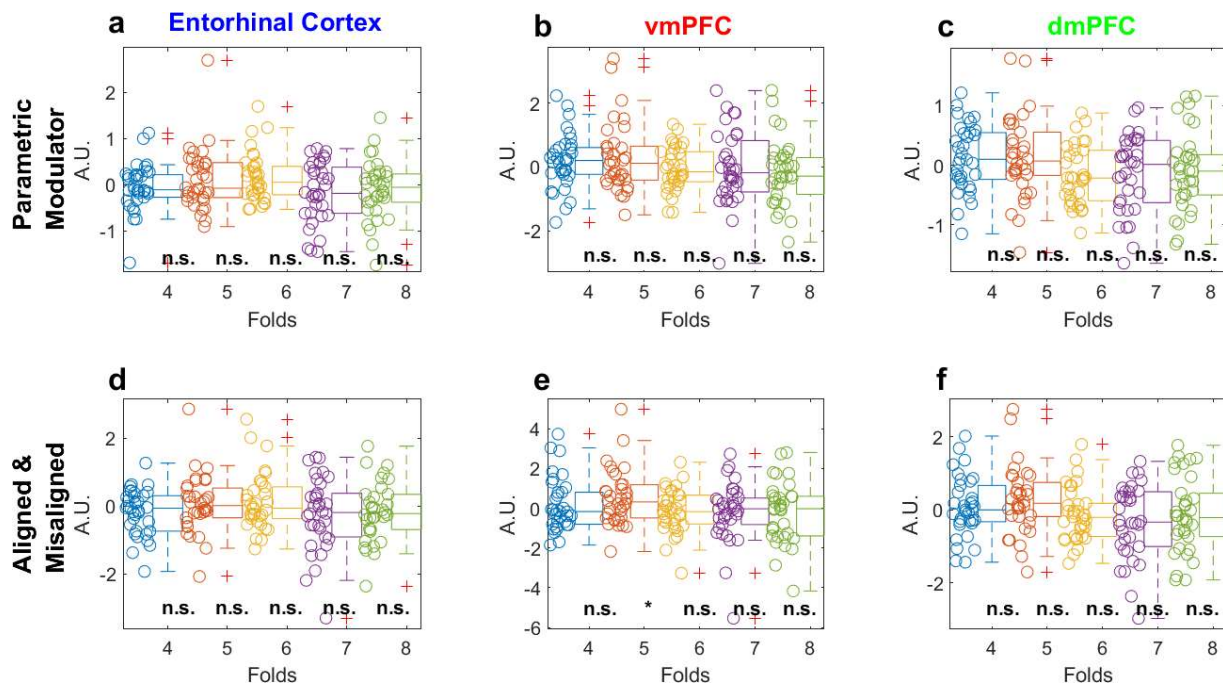 a Entorhinal Cortex
b vmPFC
c dmPFC
Parametric
Modulator
A.U.
2
1
0
-1
n.s. n.s. n.s. n.s. n.s.
4 5 6 7 8
Folds
A.U.
2
0
-2
n.s. n.s. n.s. n.s. n.s.
4 5 6 7 8
Folds
A.U.
1
0
-1
n.s. n.s. n.s. n.s. n.s.
4 5 6 7 8
Folds
Aligned &
Misaligned
d
A.U.
2
0
-2
n.s. n.s. n.s. n.s. n.s.
4 5 6 7 8
Folds
e
A.U.
6
4
2
0
-2
-4
-6
n.s. * n.s. n.s. n.s.
4 5 6 7 8
Folds
f
A.U.
2
0
-2
n.s. n.s. n.s. n.s. n.s.
4 5 6 7 8
Folds